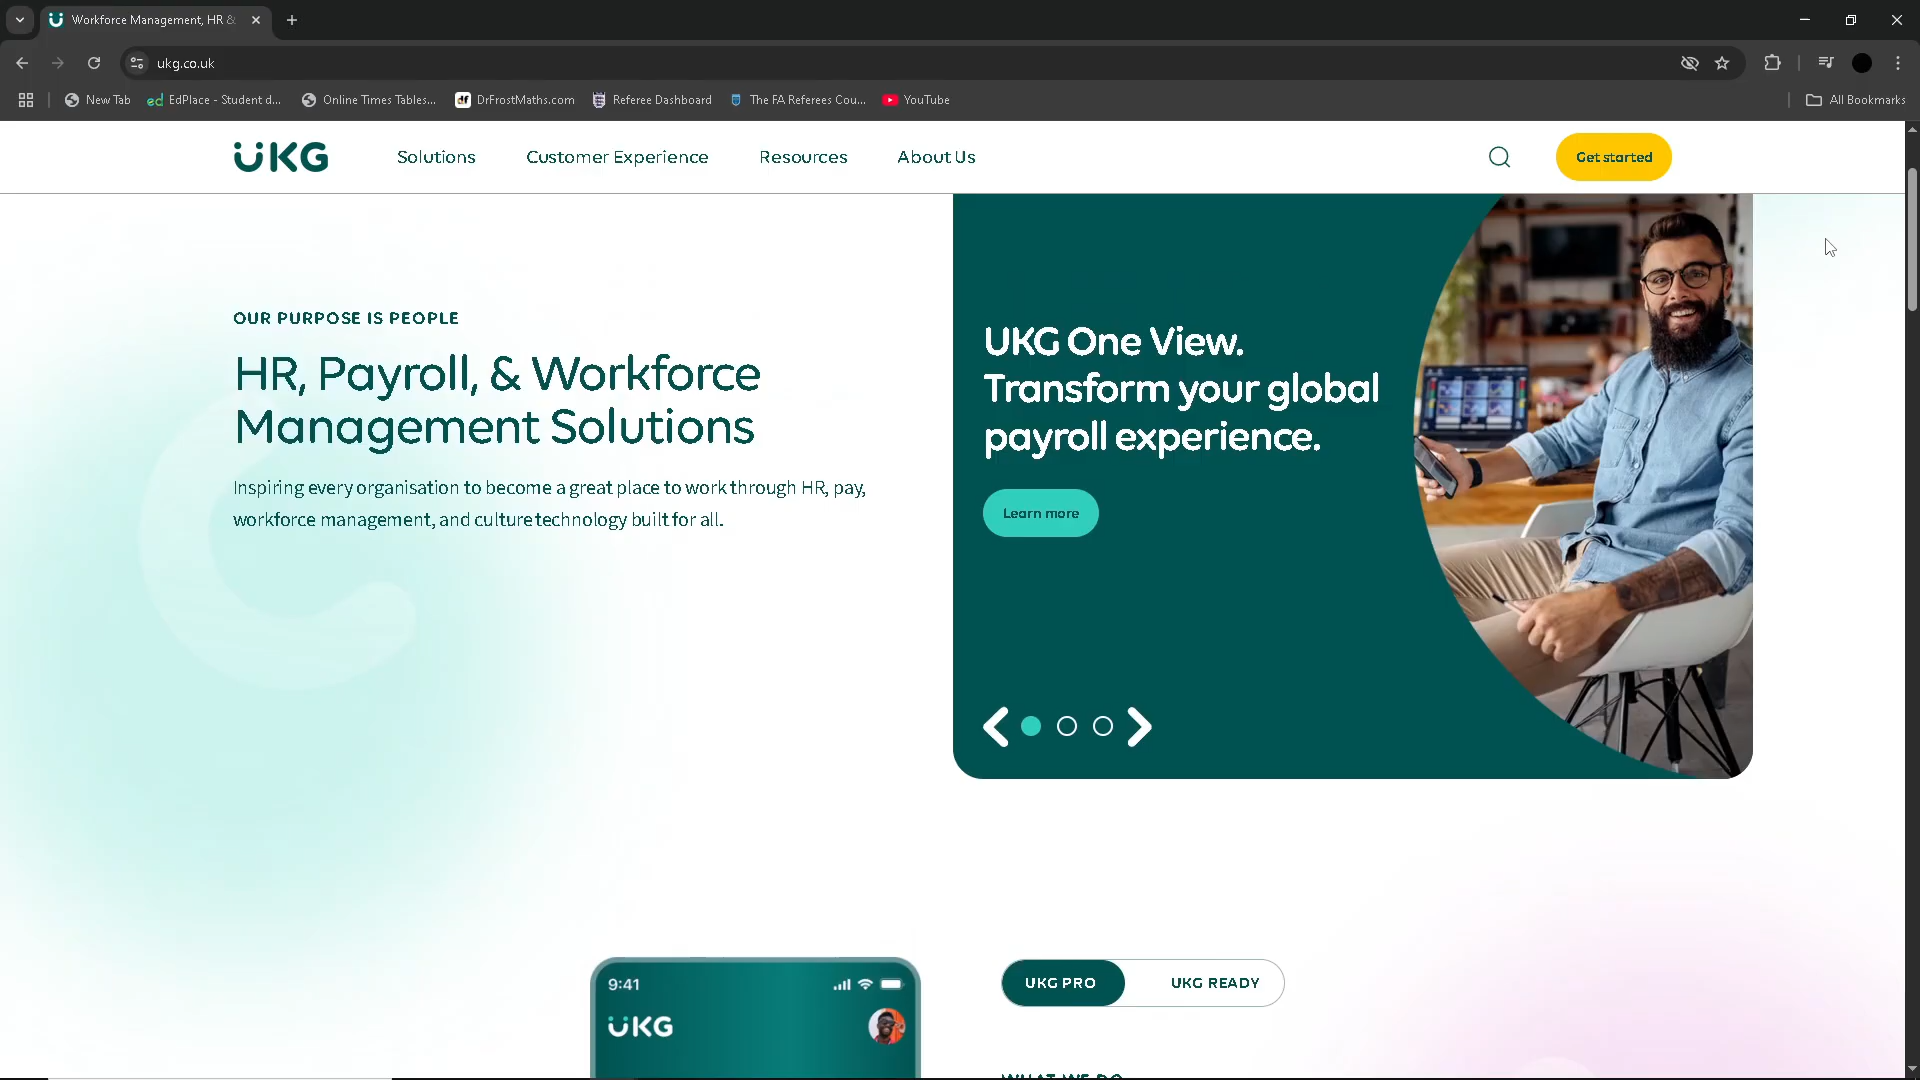 Workforce Management, HR &
ukg.co.uk
New Tab
EdPlace - Student d...
Online Times Tables...
DrFrostMaths.com
Referee Dashboard
The FA Referees Cou...
YouTube
All Bookmarks
UKG
Solutions
Customer Experience
Resources
About Us
Get started
OUR PURPOSE IS PEOPLE
HR, Payroll, & Workforce
Management Solutions
Inspiring every organisation to become a great place to work through HR, pay,
workforce management, and culture technology built for all.
UKG One View.
Transform your global
payroll experience.
Learn more
9:41
UKG
UKG PRO
UKG READY
WHAT WE DO